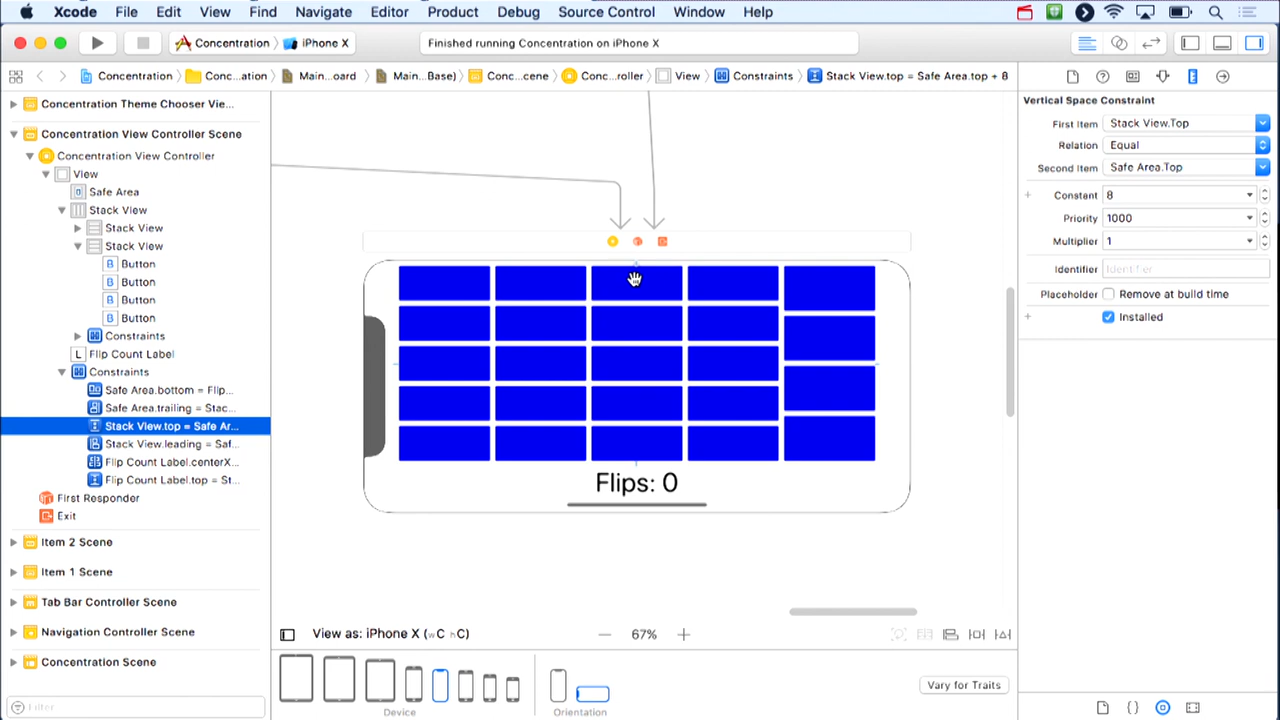 Xcode File Edit View Find Navigate Editor Product Debug Source Control Window Help
Concentration iPhone X
Finished running Concentration on iPhone X
Concentration Conc...ation Main....oard Main...Base) Conc...cene Conc...roller View Constraints Stack View.top = Safe Area.top + 8
Concentration Theme Chooser Vie...
Concentration View Controller Scene
Concentration View Controller
View
Safe Area
Stack View
Stack View
Stack View
Button
Button
Button
Button
Constraints
L Flip Count Label
Constraints
Safe Area.bottom = Flip...
Safe Area.trailing = Stac...
Stack View.top = Safe Ar...
Stack View.leading = Saf...
Flip Count Label.centerX...
Flip Count Label.top = St...
First Responder
Exit
Item 2 Scene
Item 1 Scene
Tab Bar Controller Scene
Navigation Controller Scene
Concentration Scene
Filter
Flips: 0
View as: iPhone X (wC hC)
67%
Device
Orientation
Vary for Traits
Vertical Space Constraint
First Item Stack View.Top
Relation Equal
Second Item Safe Area.Top
Constant 8
Priority 1000
Multiplier 1
Identifier Identifier
Placeholder Remove at build time
Installed